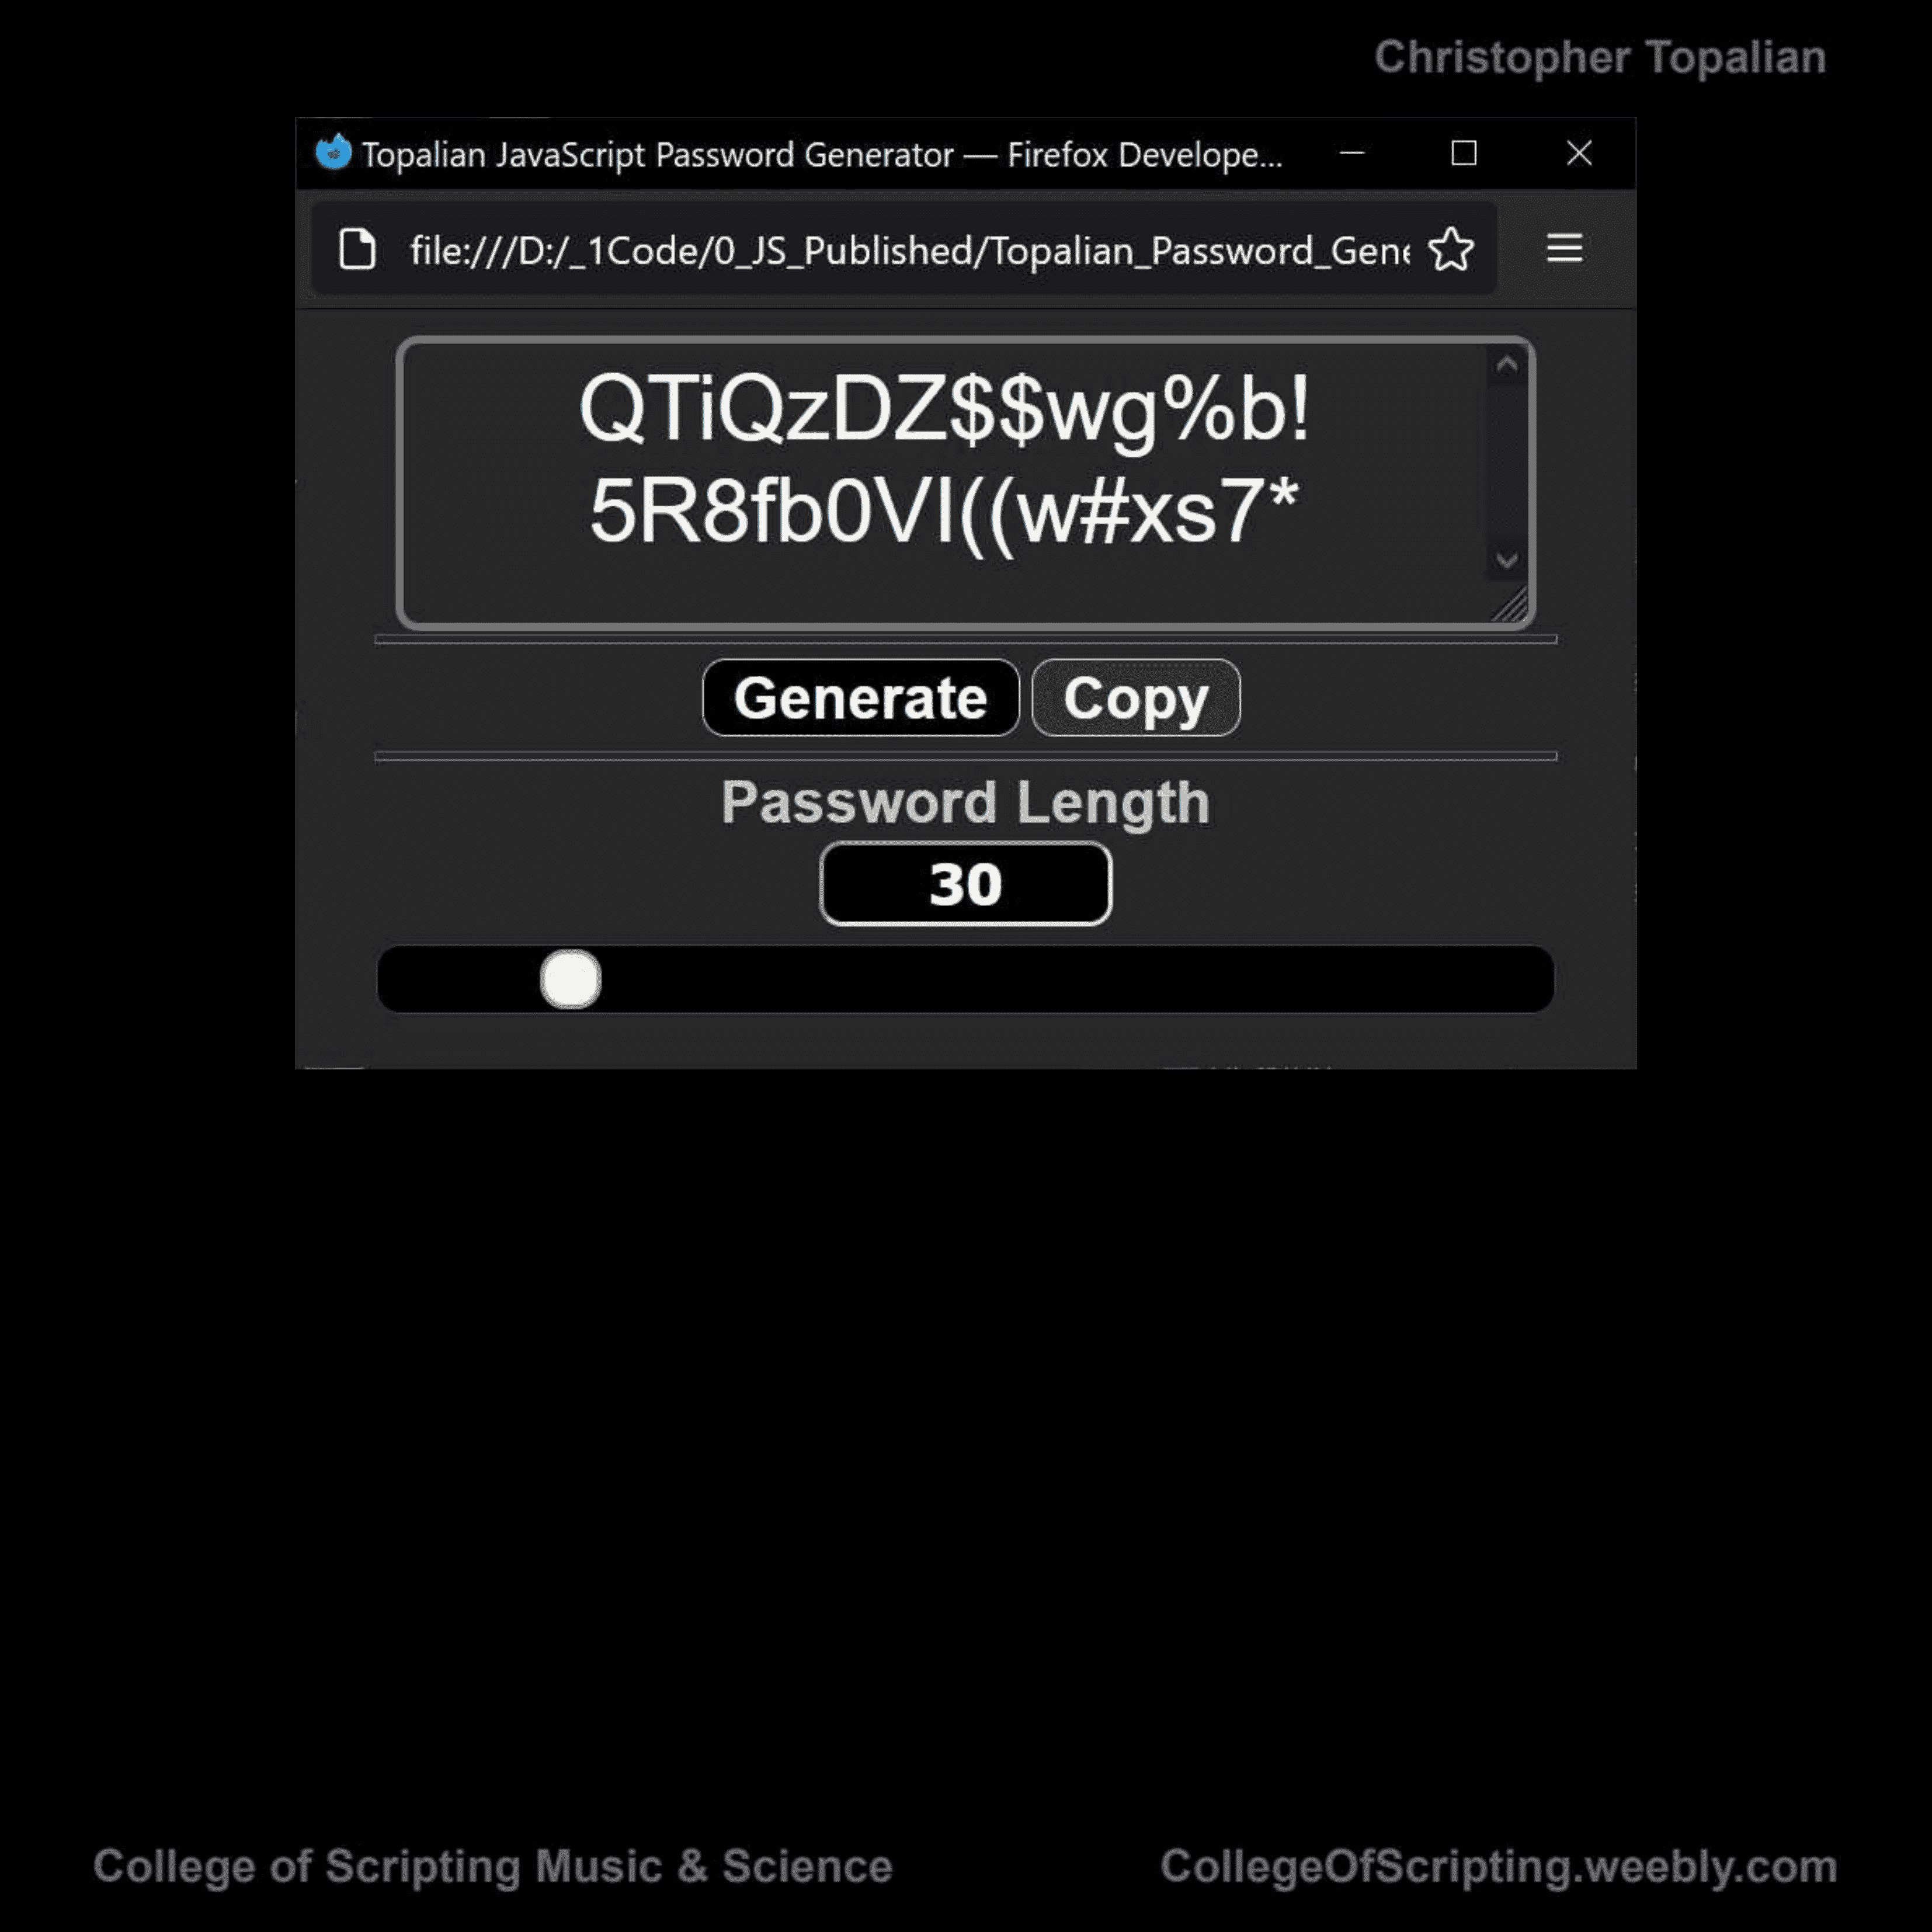 Christopher Topalian
Topalian JavaScript Password Generator — Firefox Develope...
file:///D:/_1Code/0_JS_Published/Topalian_Password_Gene
QTiQzDZ$$wg%b!
5R8fb0VI((w#xs7*
Generate Copy
Password Length
30
College of Scripting Music & Science
CollegeOfScripting.weebly.com